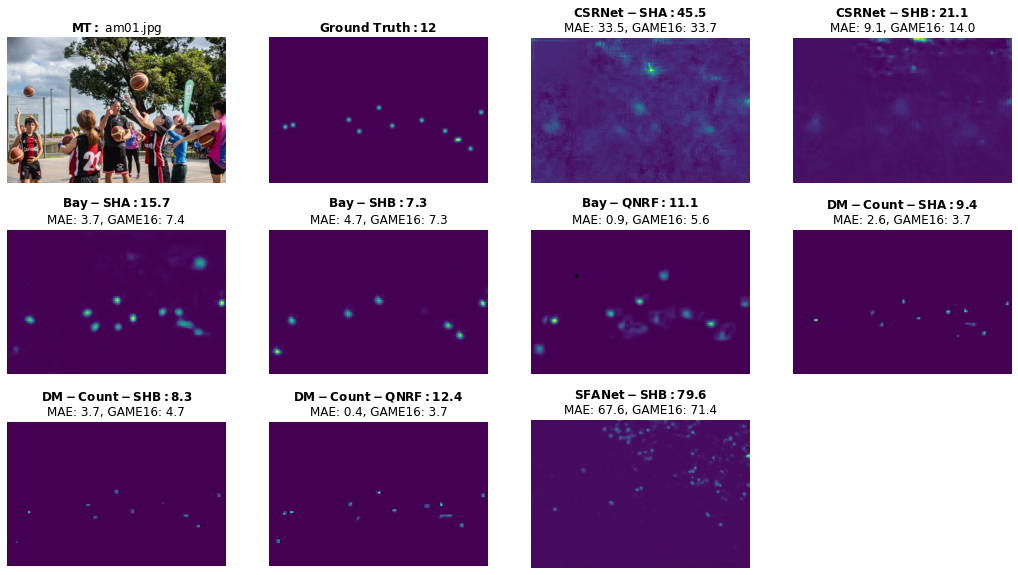 MT: am01.jpg
Ground Truth: 12
CSRNet-SHA: 45.5
MAE: 33.5, GAME16: 33.7
CSRNet-SHB: 21.1
MAE: 9.1, GAME16: 14.0
Bay-SHA: 15.7
MAE: 3.7, GAME16: 7.4
Bay-SHB: 7.3
MAE: 4.7, GAME16: 7.3
Bay-QNRF: 11.1
MAE: 0.9, GAME16: 5.6
DM-Count-SHA: 9.4
MAE: 2.6, GAME16: 3.7
DM-Count-SHB: 8.3
MAE: 3.7, GAME16: 4.7
DM-Count-QNRF: 12.4
MAE: 0.4, GAME16: 3.7
SFANet-SHB: 79.6
MAE: 67.6, GAME16: 71.4